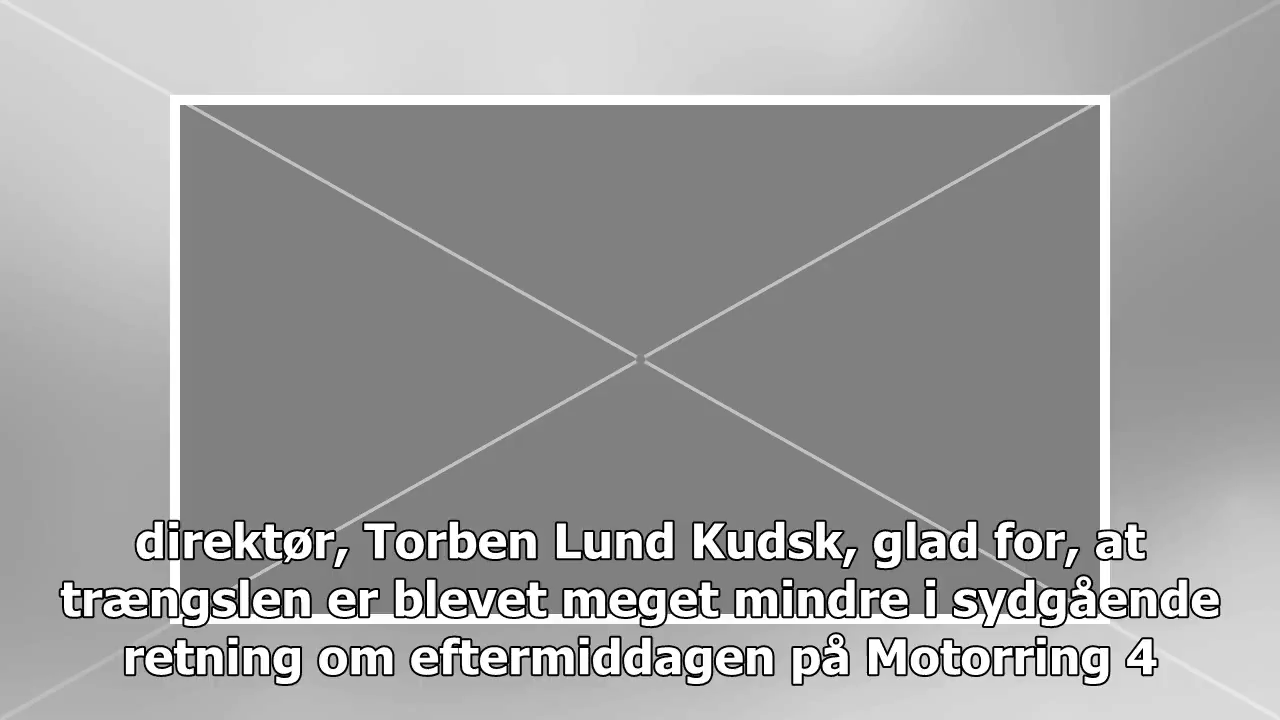 direktør, Torben Lund Kudsk, glad for, at
trængslen er blevet meget mindre i sydgående
retning om eftermiddagen på Motorring 4